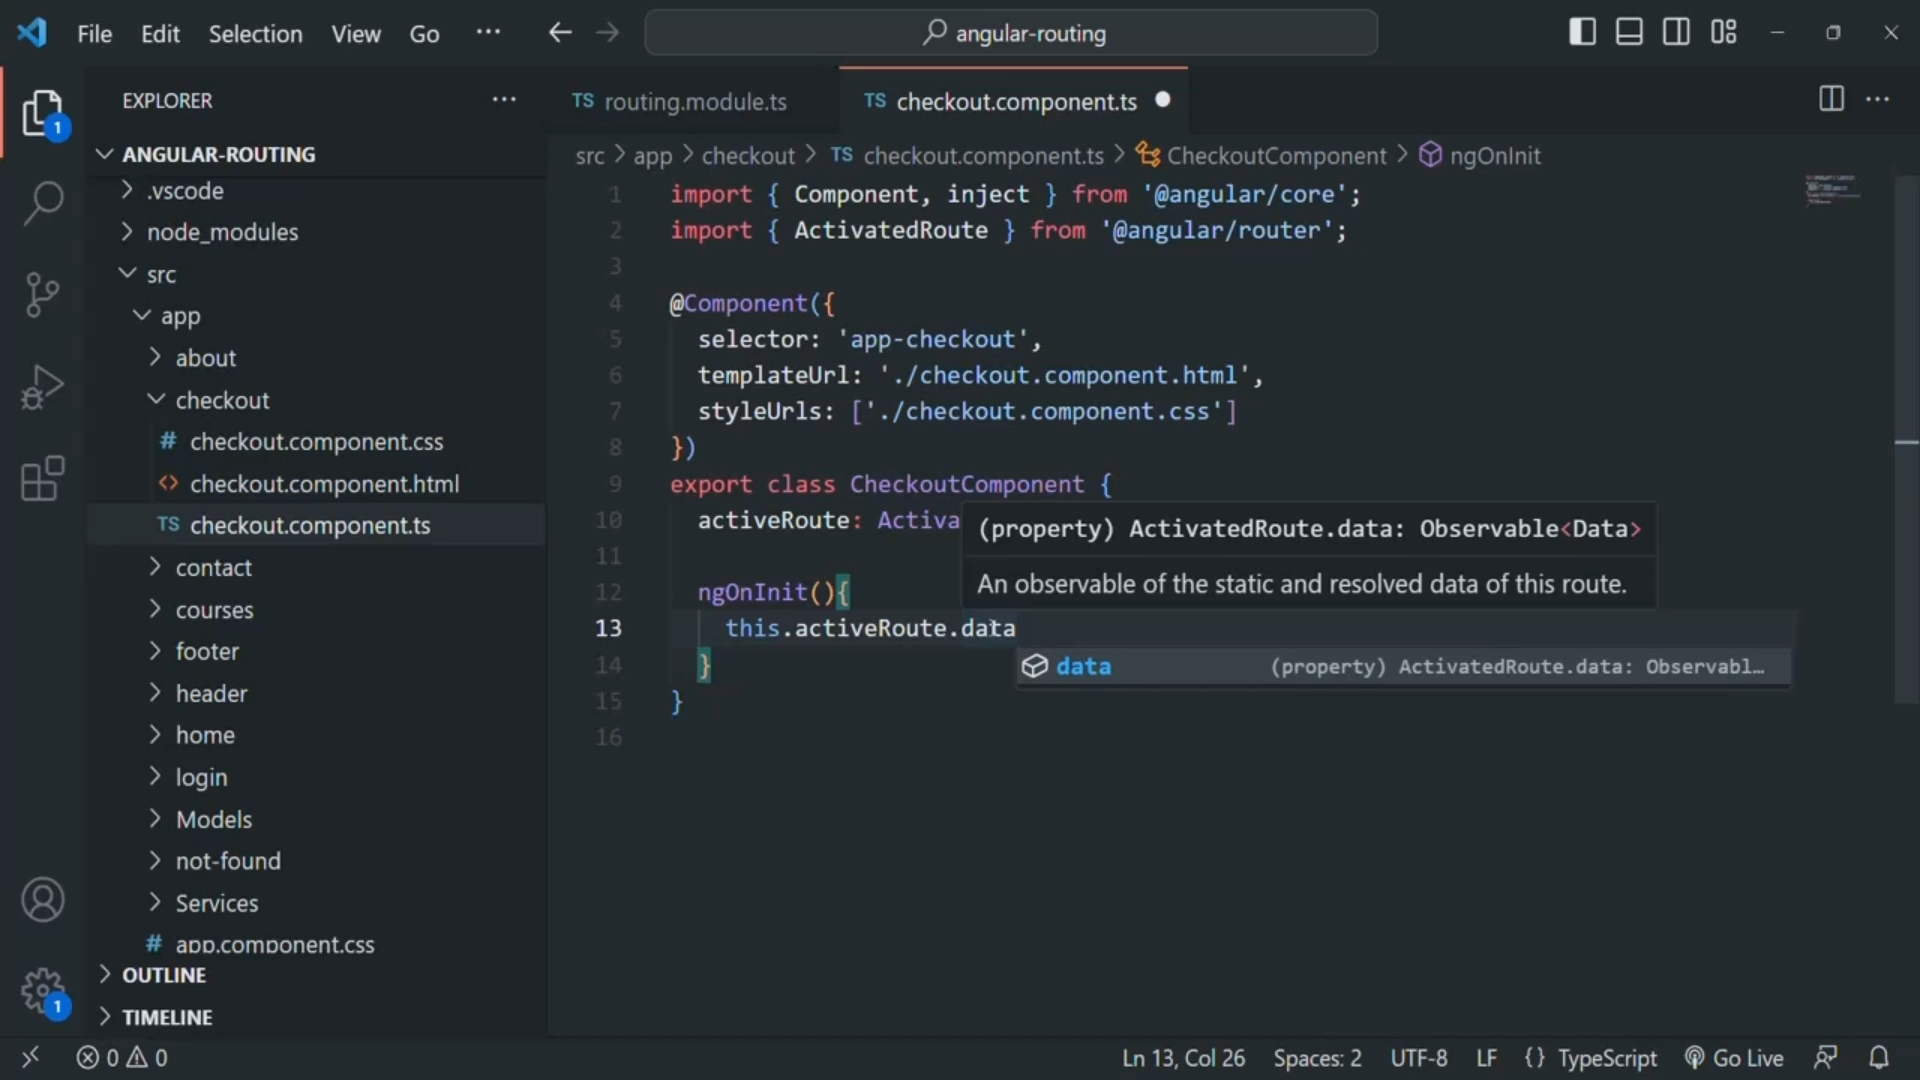 File Edit Selection View Go ··· angular-routing
EXPLORER ···
1
ANGULAR-ROUTING
.vscode
node_modules
src
app
about
checkout
# checkout.component.css
<> checkout.component.html
TS checkout.component.ts
contact
courses
footer
header
home
login
Models
not-found
Services
# app.component.css
OUTLINE
1
TIMELINE
TS routing.module.ts TS checkout.component.ts
src > app > checkout > TS checkout.component.ts > CheckoutComponent > ngOnInit
1 import { Component, inject } from '@angular/core';
2 import { ActivatedRoute } from '@angular/router';
3
4 @Component({
5 selector: 'app-checkout',
6 templateUrl: './checkout.component.html',
7 styleUrls: ['./checkout.component.css']
8 })
9 export class CheckoutComponent {
10 activeRoute: Activa
(property) ActivatedRoute.data: Observable<Data>
11
An observable of the static and resolved data of this route.
12 ngOnInit(){
13 this.activeRoute.data
data (property) ActivatedRoute.data: Observabl…
14 }
15 }
16
0 0 Ln 13, Col 26 Spaces: 2 UTF-8 LF {} TypeScript Go Live